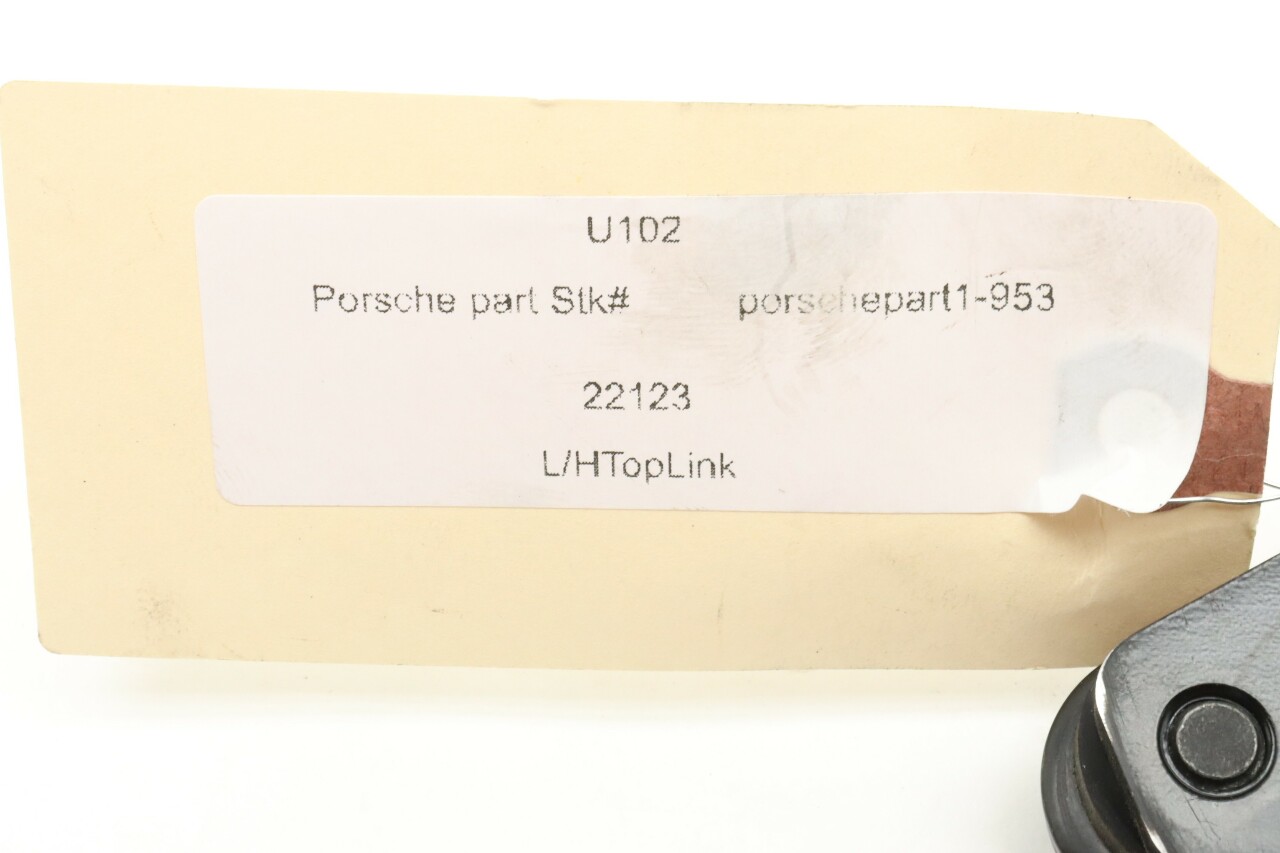 U102
Porsche part Stk# porschepart1-953
22123
L/HTopLink